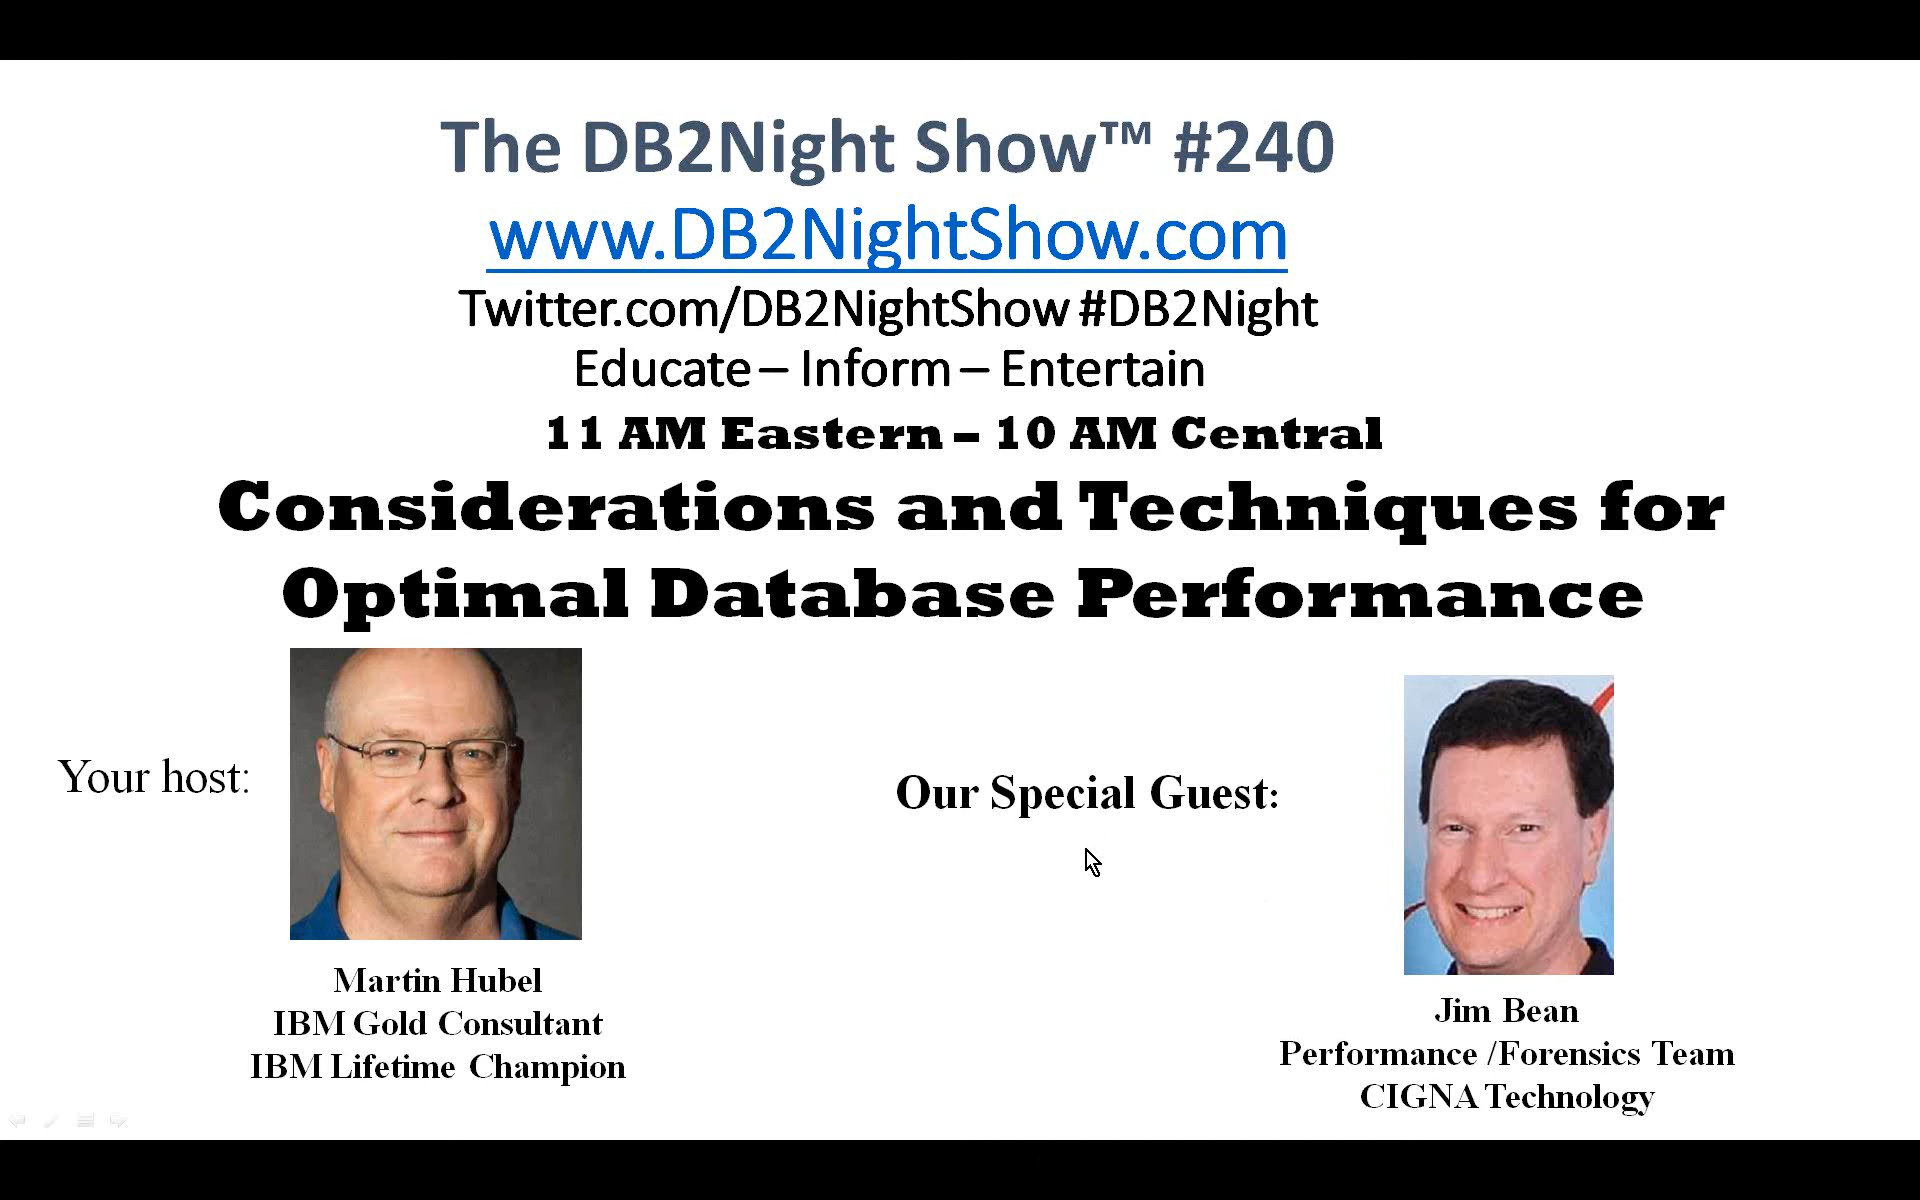 The DB2Night Show™ #240
www.DB2NightShow.com
Twitter.com/DB2NightShow #DB2Night
Educate – Inform – Entertain
11 AM Eastern – 10 AM Central
Considerations and Techniques for
Optimal Database Performance
Your host:
Our Special Guest:
Martin Hubel
IBM Gold Consultant
IBM Lifetime Champion
Jim Bean
Performance /Forensics Team
CIGNA Technology